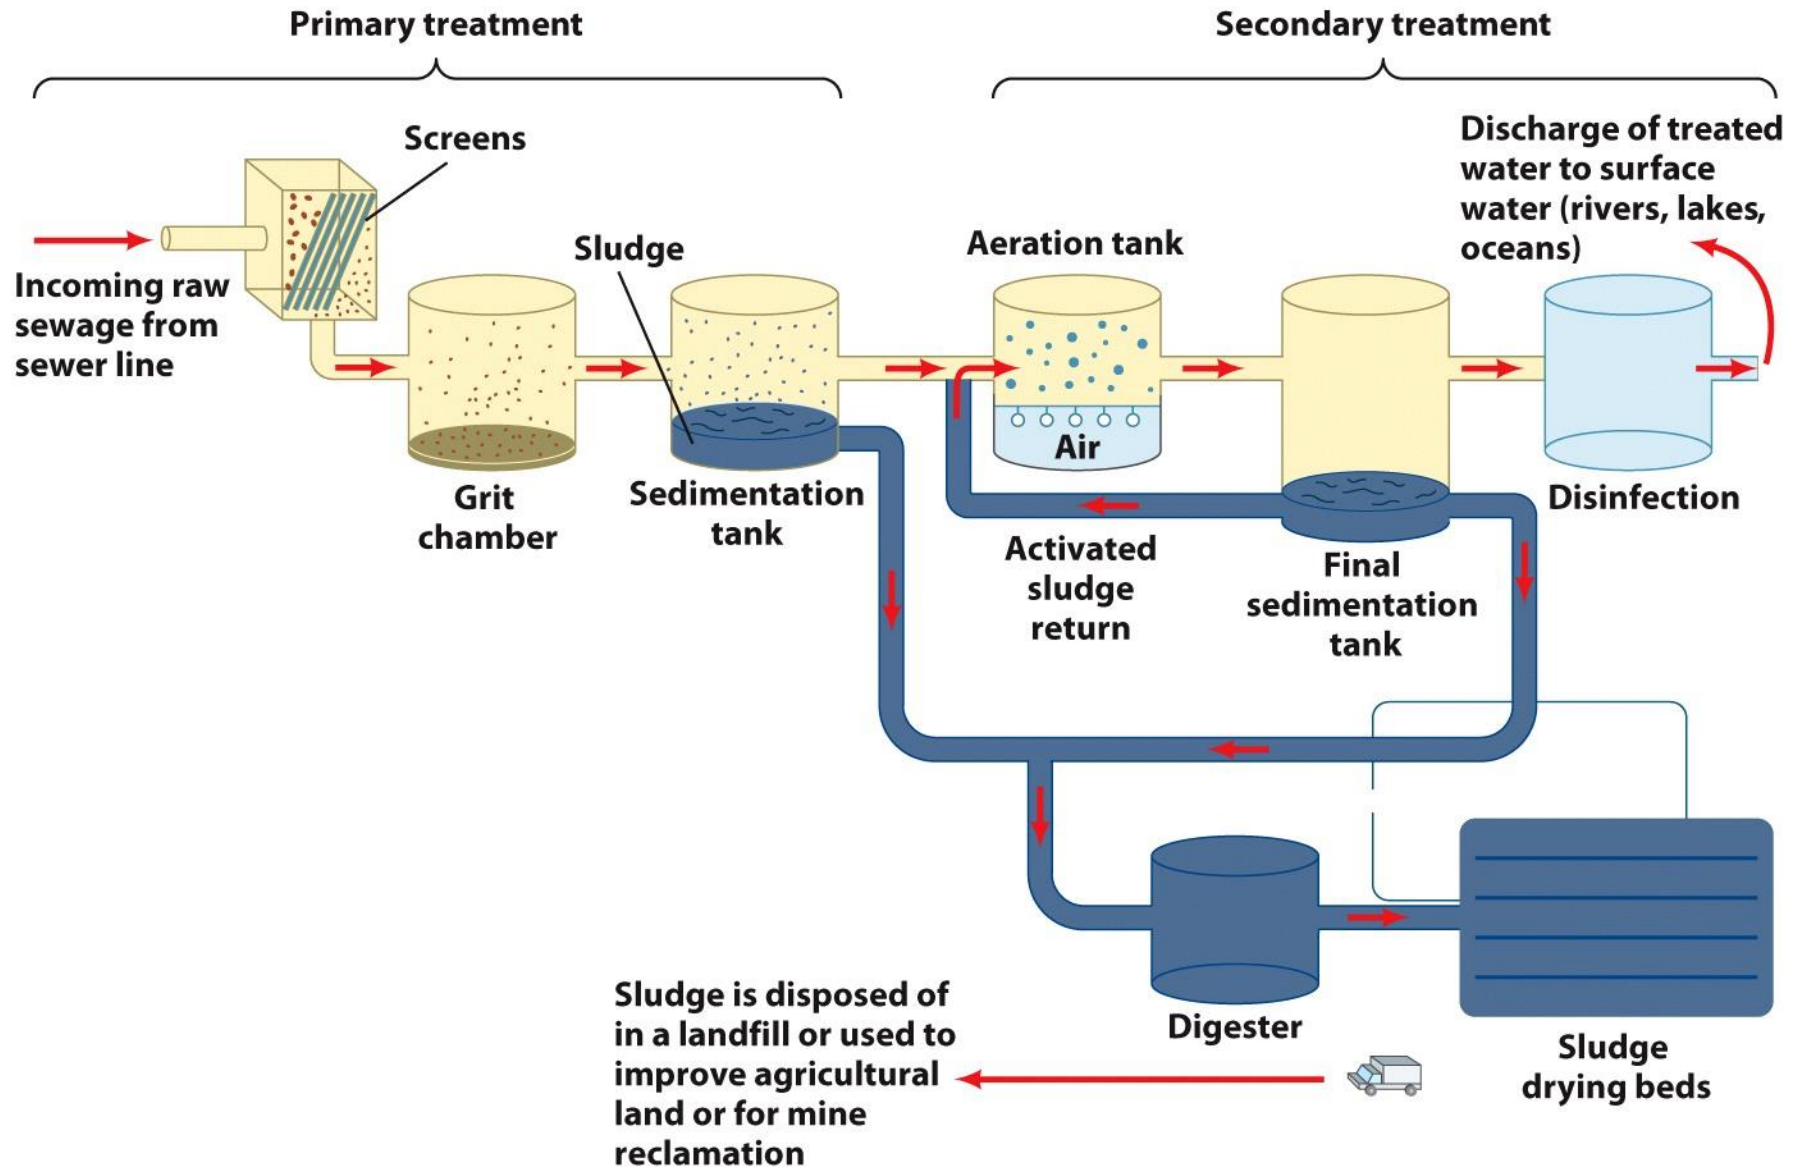 Primary treatment
Secondary treatment
Screens
Discharge of treated
water to surface
water (rivers, lakes,
oceans)
Incoming raw
sewage from
sewer line
Sludge
Aeration tank
Air
Grit
chamber
Sedimentation
tank
Activated
sludge
return
Final
sedimentation
tank
Disinfection
Digester
Sludge
drying beds
Sludge is disposed of
in a landfill or used to
improve agricultural
land or for mine
reclamation